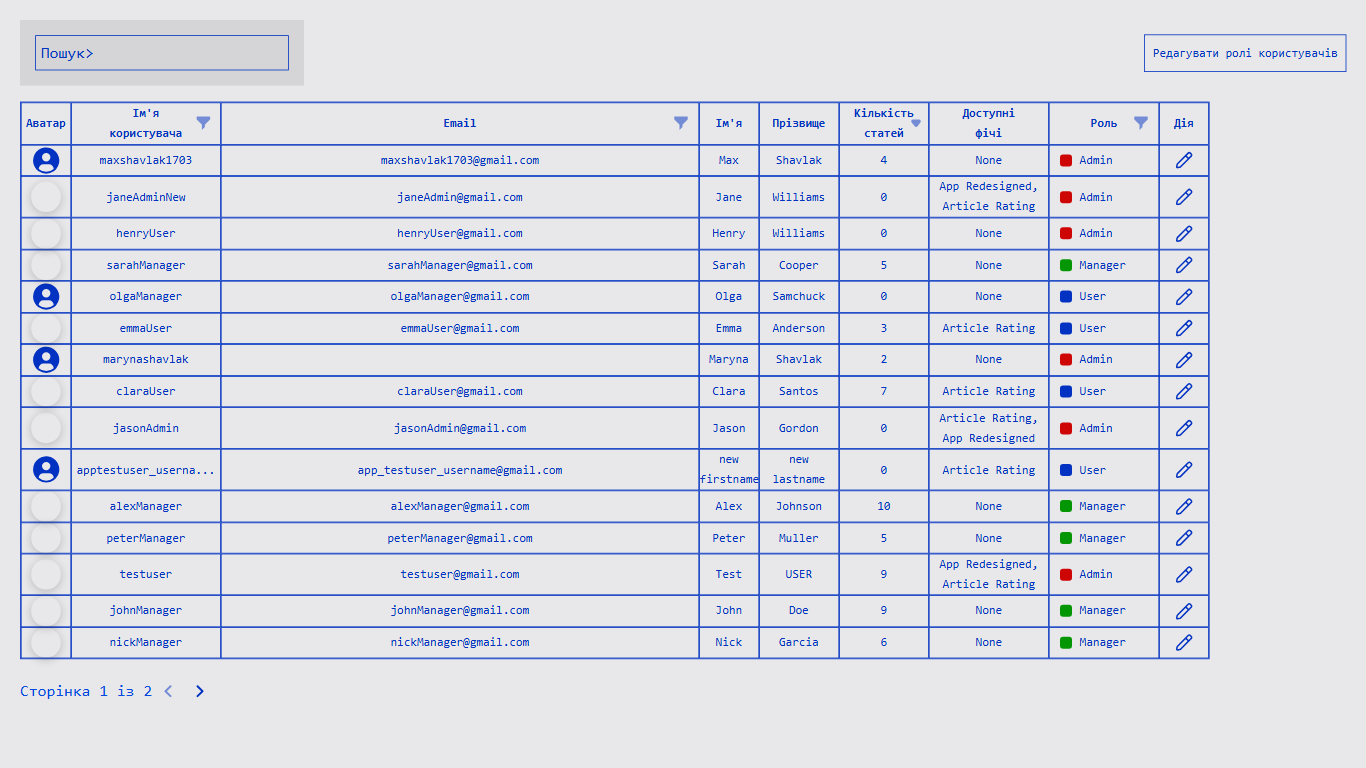 Пошук>
Редагувати ролі користувачів
Аватар Ім'я користувача Email Ім'я Прізвище Кількість статей Доступні фічі Роль Дія
maxshavlak1703 maxshavlak1703@gmail.com Max Shavlak 4 None Admin
janeAdminNew janeAdmin@gmail.com Jane Williams 0 App Redesigned, Article Rating Admin
henryUser henryUser@gmail.com Henry Williams 0 None Admin
sarahManager sarahManager@gmail.com Sarah Cooper 5 None Manager
olgaManager olgaManager@gmail.com Olga Samchuck 0 None User
emmaUser emmaUser@gmail.com Emma Anderson 3 Article Rating User
marynashavlak Maryna Shavlak 2 None Admin
claraUser claraUser@gmail.com Clara Santos 7 Article Rating User
jasonAdmin jasonAdmin@gmail.com Jason Gordon 0 Article Rating, App Redesigned Admin
apptestuser_userna... app_testuser_username@gmail.com new firstname new lastname 0 Article Rating User
alexManager alexManager@gmail.com Alex Johnson 10 None Manager
peterManager peterManager@gmail.com Peter Muller 5 None Manager
testuser testuser@gmail.com Test USER 9 App Redesigned, Article Rating Admin
johnManager johnManager@gmail.com John Doe 9 None Manager
nickManager nickManager@gmail.com Nick Garcia 6 None Manager
Сторінка 1 із 2